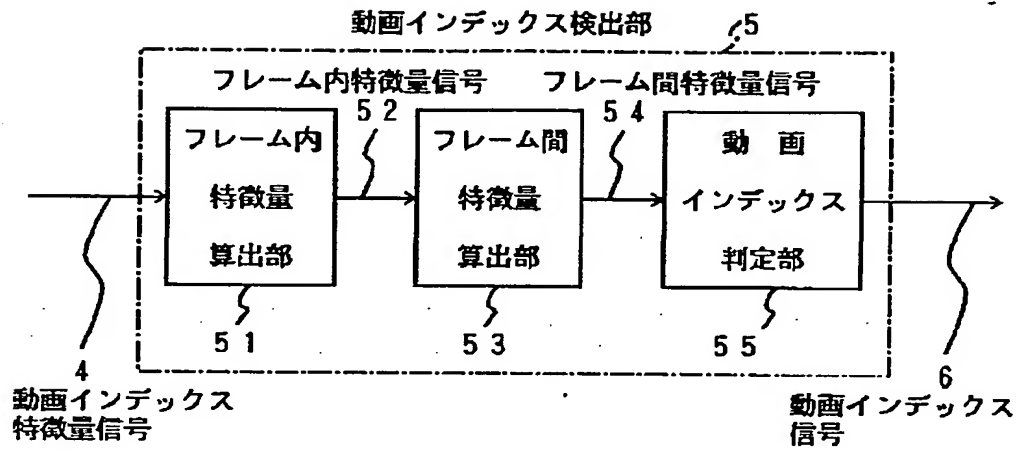 動画インデックス検出部
5
フレーム内特徴量信号
フレーム間特徴量信号
52
54
フレーム内
特徴量
算出部
フレーム間
特徴量
算出部
動 画
インデックス
判定部
51
53
55
4
動画インデックス
特徴量信号
6
動画インデックス
信号